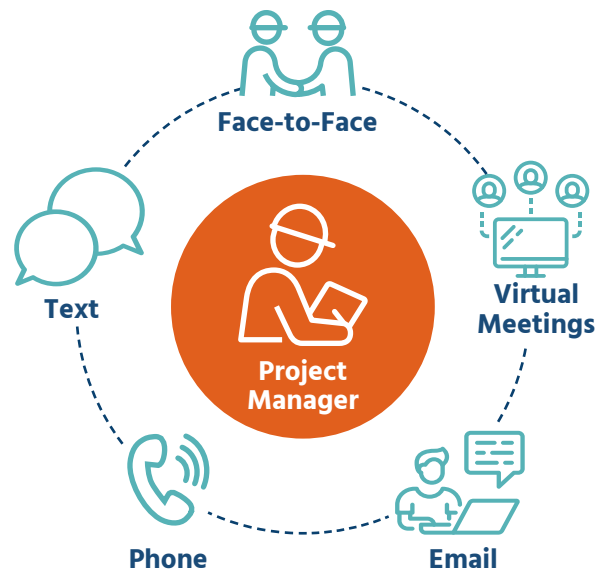 Face-to-Face
Text
Virtual
Meetings
Project
Manager
Phone
Email